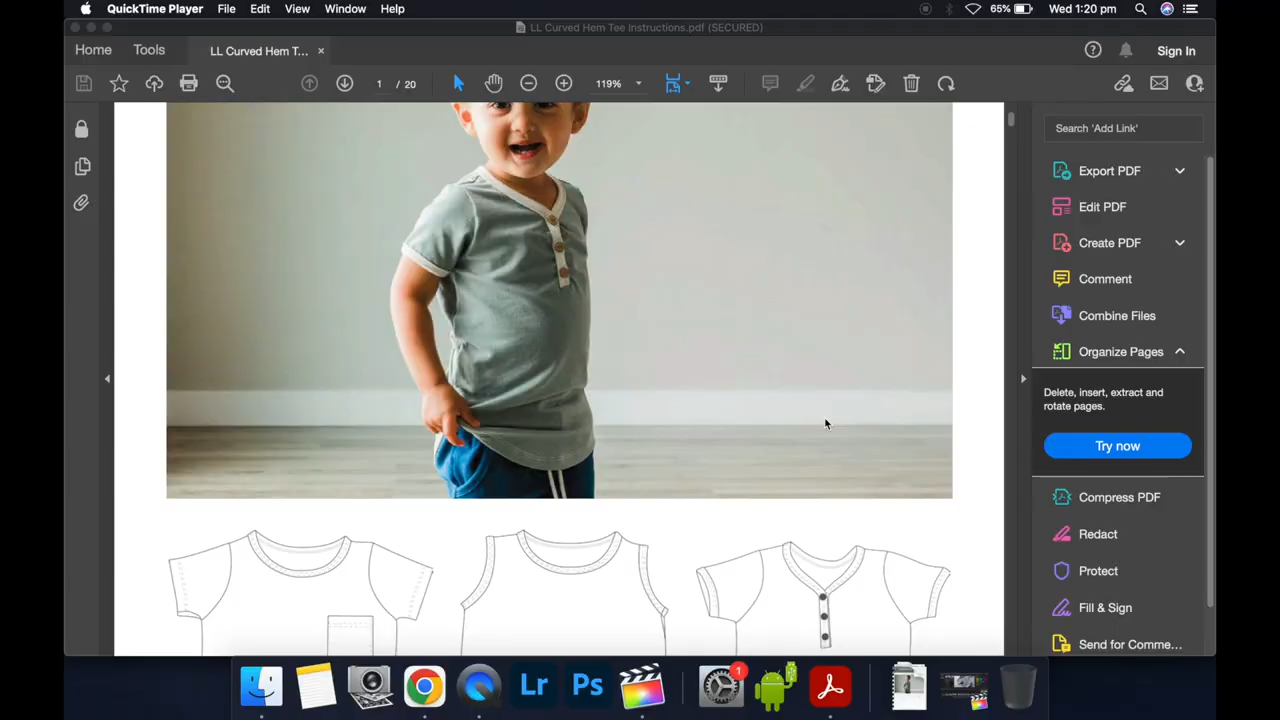 QuickTime Player File Edit View Window Help 65% Wed 1:20 pm
LL Curved Hem Tee Instructions.pdf (SECURED)
Home Tools LL Curved Hem T... × Sign In
1 / 20 119%
Search 'Add Link'
Export PDF
Edit PDF
Create PDF
Comment
Combine Files
Organize Pages
Delete, insert, extract and
rotate pages.
Try now
Compress PDF
Redact
Protect
Fill & Sign
Send for Comme...
Lr Ps 1